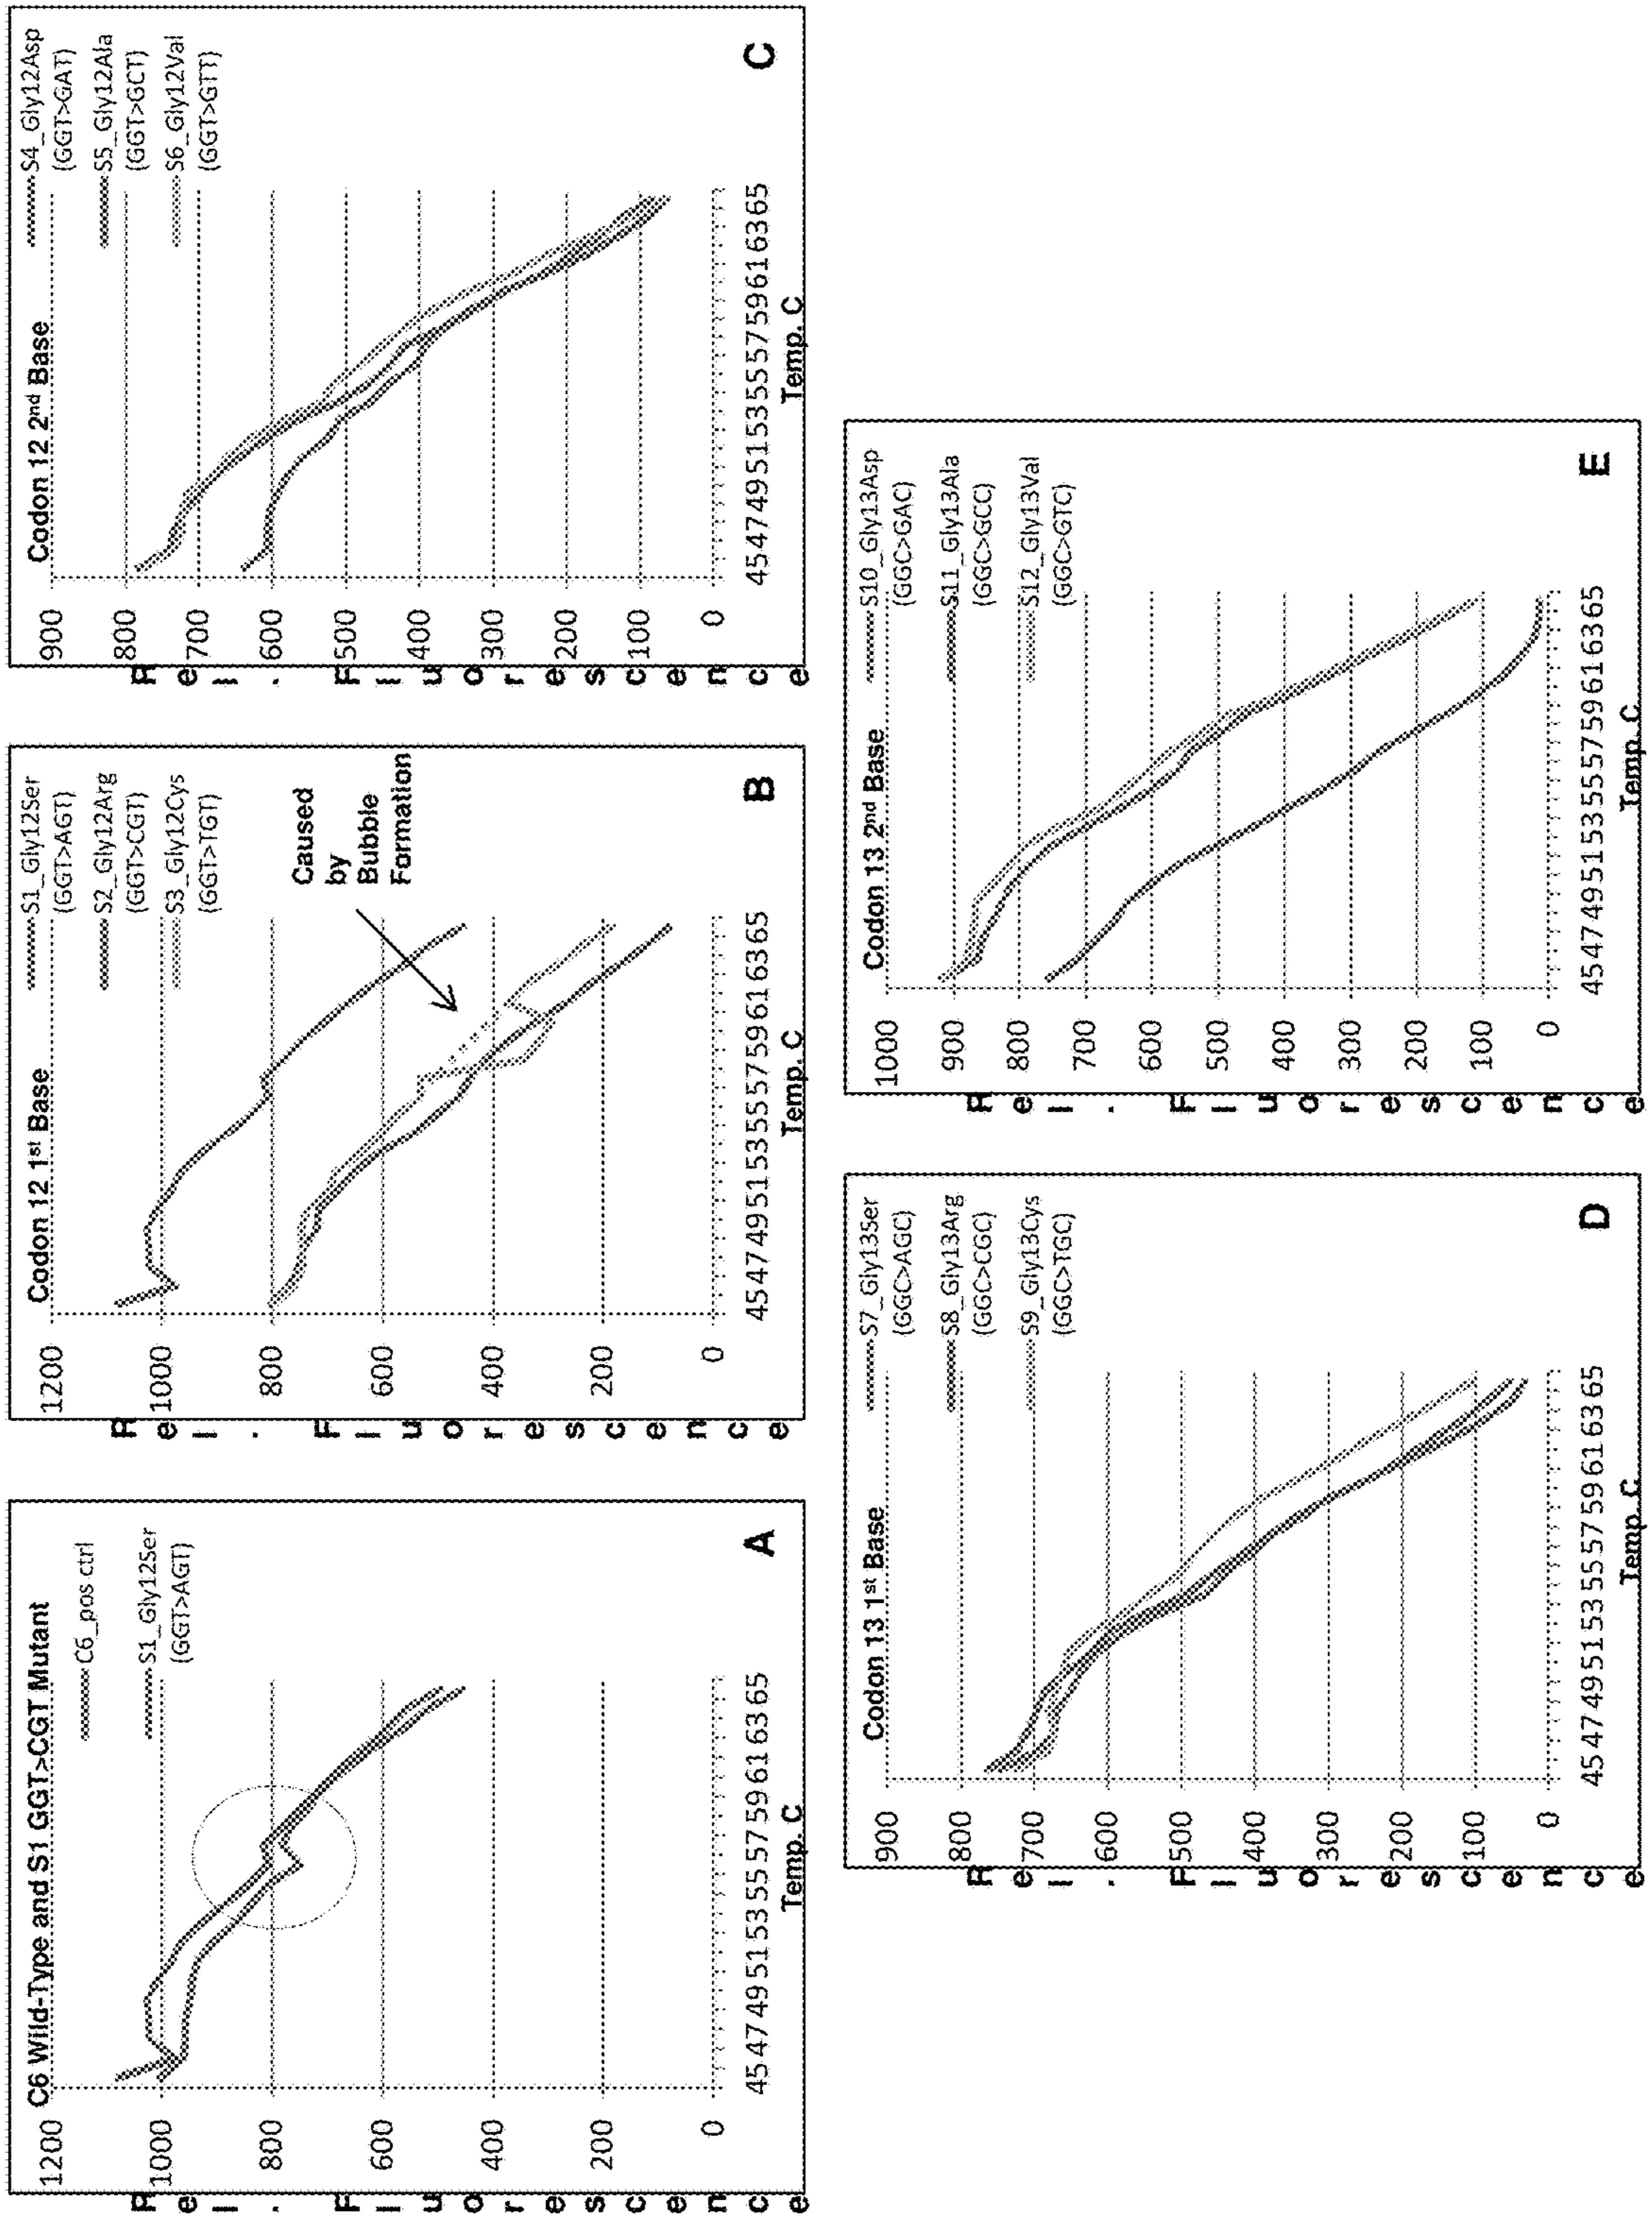 C6 Wild-Type and S1 GGT>CGT Mutant
C6_pos ctrl
S1_Gly12Ser
(GGT>AGT)
1200
1000
800
600
400
200
0
Rel. Fluorescence
45 47 49 51 53 55 57 59 61 63 65
Temp. C
A
Codon 12 1st Base
S1_Gly12Ser
(GGT>AGT)
S2_Gly12Arg
(GGT>CGT)
S3_Gly12Cys
(GGT>TGT)
Caused
by
Bubble
Formation
1200
1000
800
600
400
200
0
Rel. Fluorescence
45 47 49 51 53 55 57 59 61 63 65
Temp. C
B
Codon 12 2nd Base
S4_Gly12Asp
(GGT>GAT)
S5_Gly12Ala
(GGT>GCT)
S6_Gly12Val
(GGT>GTT)
900
800
700
600
500
400
300
200
100
0
Rel. Fluorescence
45 47 49 51 53 55 57 59 61 63 65
Temp. C
C
Codon 13 1st Base
S7_Gly13Ser
(GGC>AGC)
S8_Gly13Arg
(GGC>CGC)
S9_Gly13Cys
(GGC>TGC)
900
800
700
600
500
400
300
200
100
0
Rel. Fluorescence
45 47 49 51 53 55 57 59 61 63 65
Temp. C
D
Codon 13 2nd Base
S10_Gly13Asp
(GGC>GAC)
S11_Gly13Ala
(GGC>GCC)
S12_Gly13Val
(GGC>GTC)
1000
900
800
700
600
500
400
300
200
100
0
Rel. Fluorescence
45 47 49 51 53 55 57 59 61 63 65
Temp. C
E